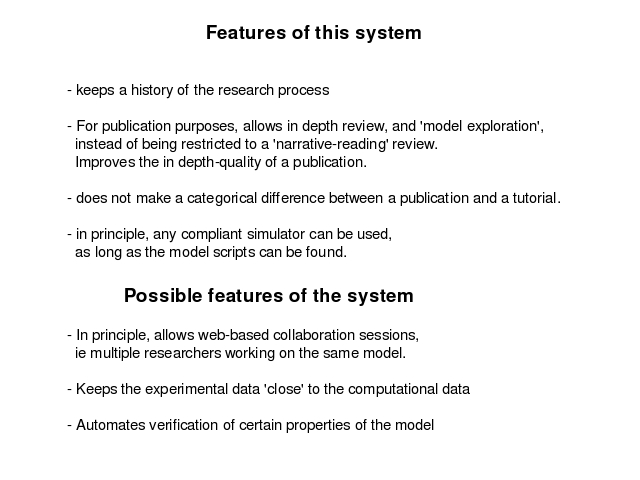 Features of this system
- keeps a history of the research process
- For publication purposes, allows in depth review, and 'model exploration',
instead of being restricted to a 'narrative-reading' review.
Improves the in depth-quality of a publication.
- does not make a categorical difference between a publication and a tutorial.
- in principle, any compliant simulator can be used,
as long as the model scripts can be found.
Possible features of the system
- In principle, allows web-based collaboration sessions,
ie multiple researchers working on the same model.
- Keeps the experimental data 'close' to the computational data
- Automates verification of certain properties of the model